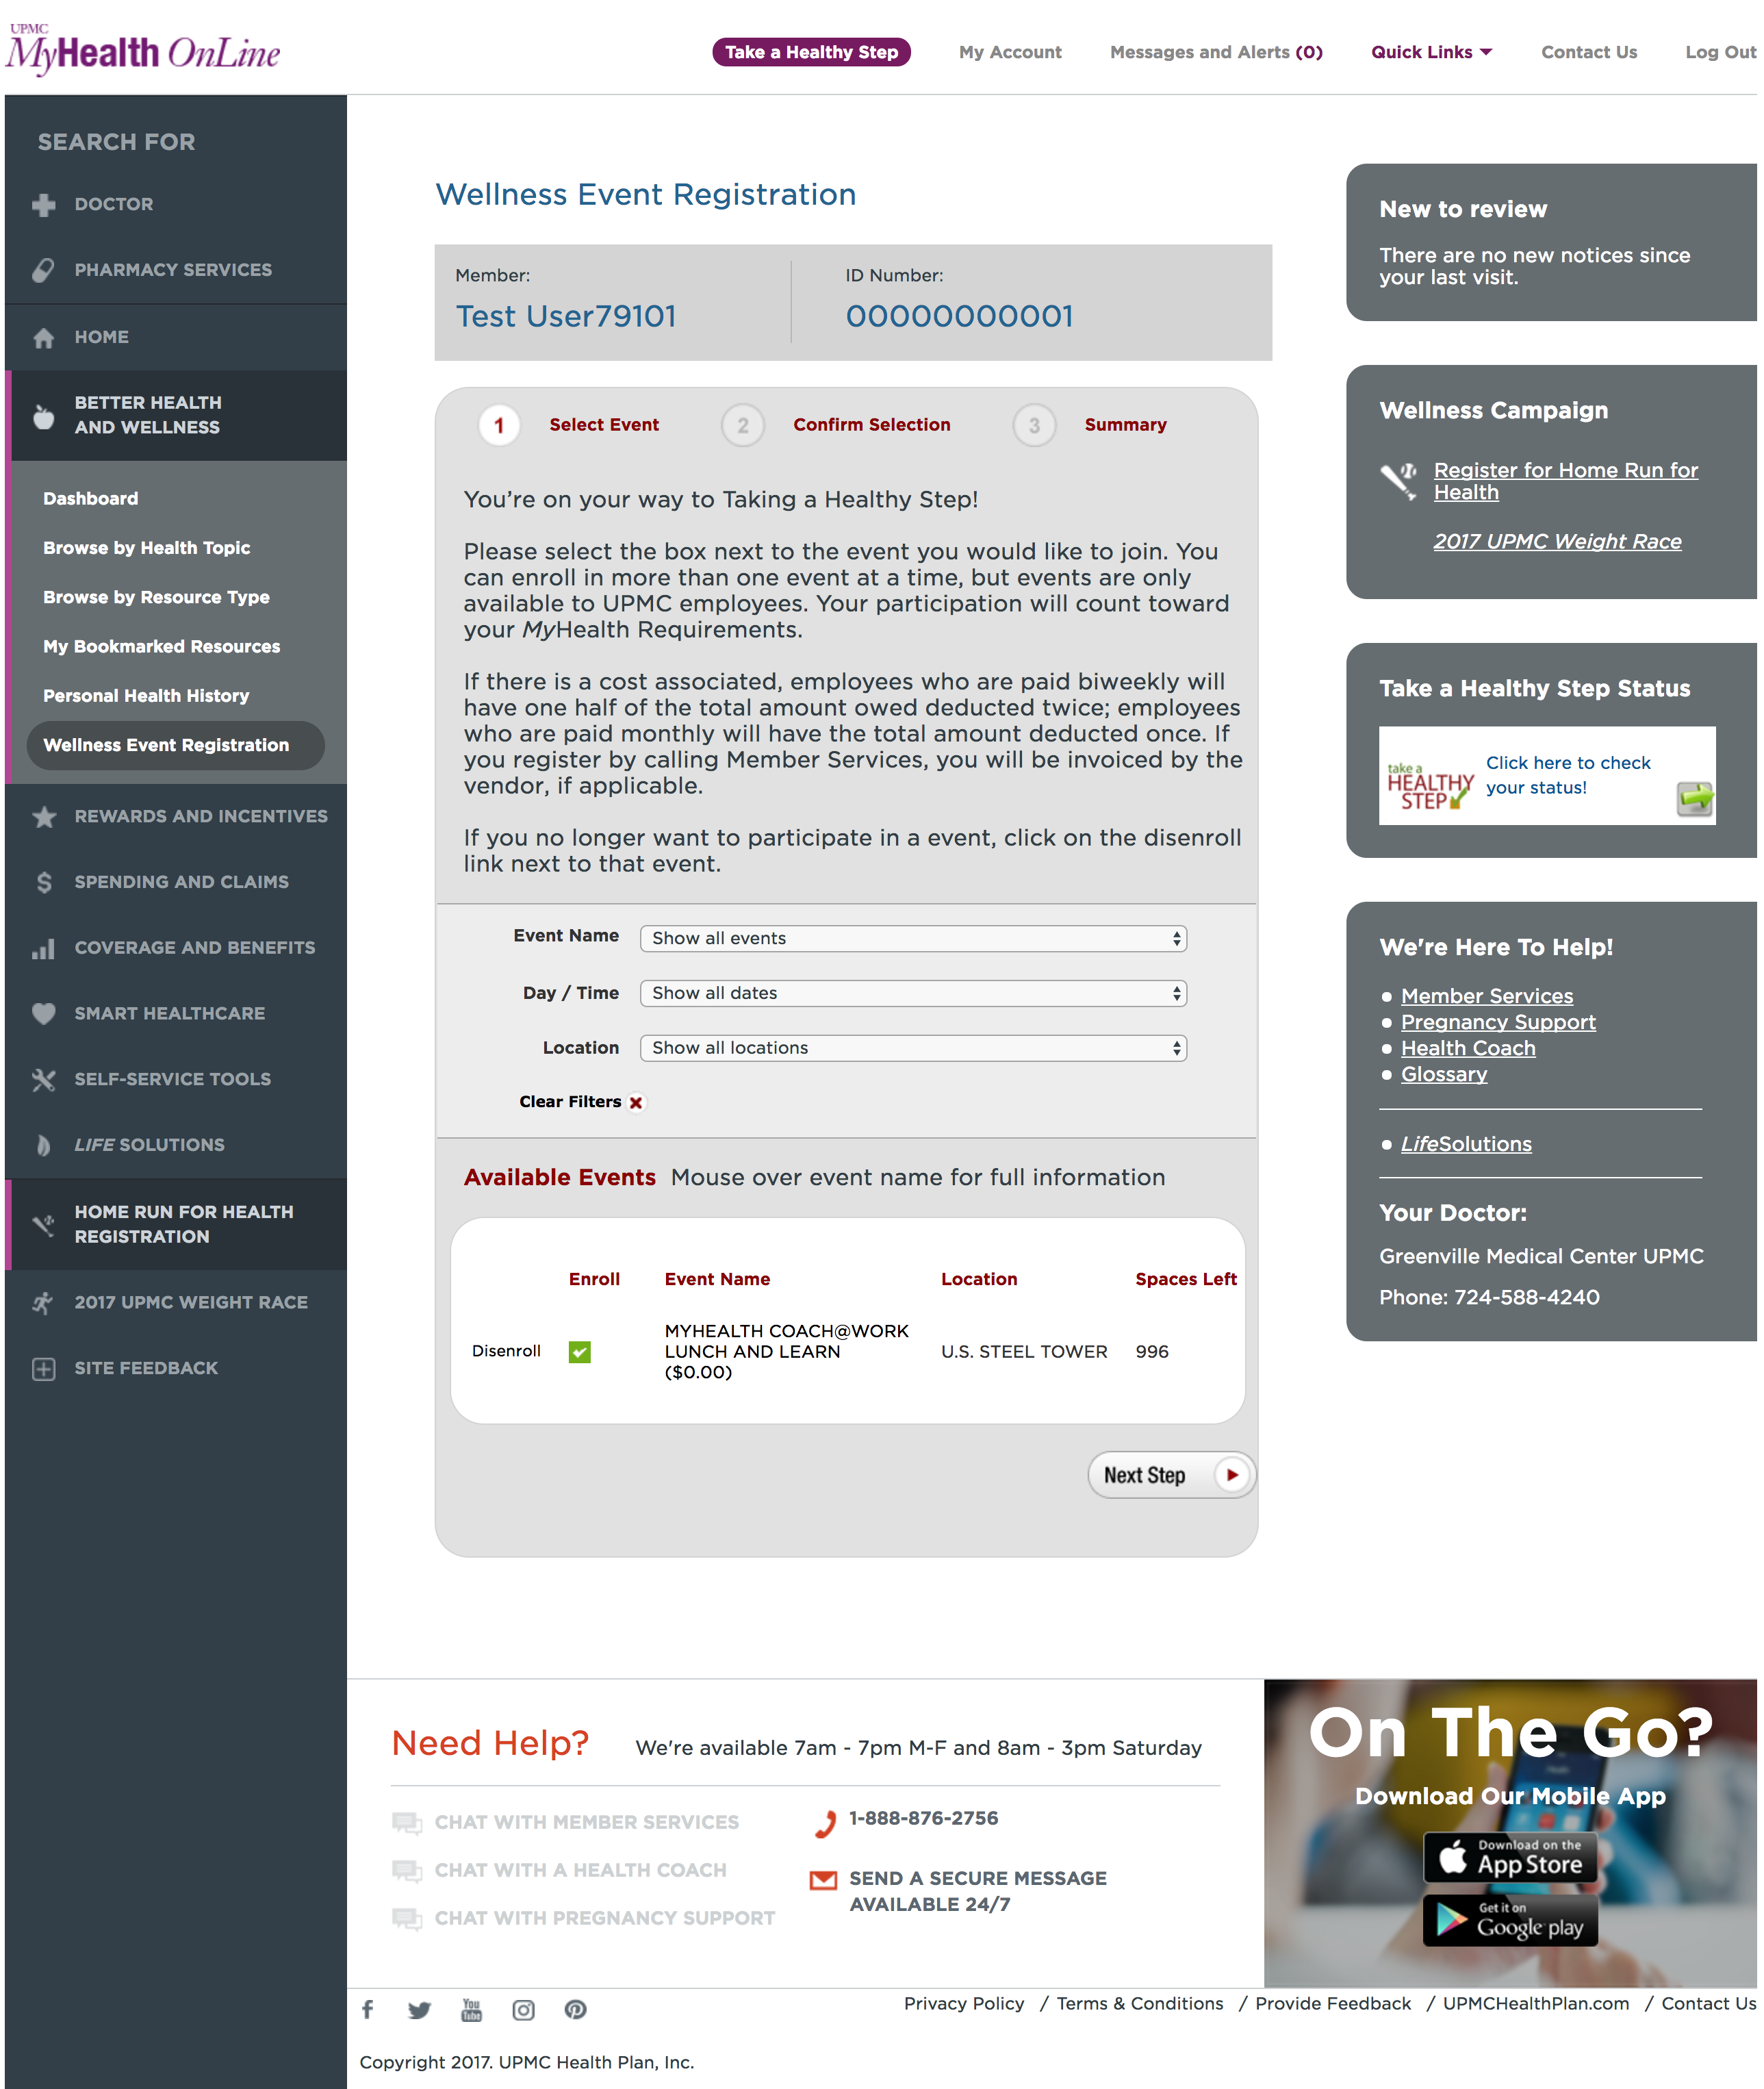 UPMC
MyHealth OnLine
Take a Healthy Step
My Account
Messages and Alerts (0)
Quick Links
Contact Us
Log Out
SEARCH FOR
DOCTOR
PHARMACY SERVICES
HOME
BETTER HEALTH
AND WELLNESS
Dashboard
Browse by Health Topic
Browse by Resource Type
My Bookmarked Resources
Personal Health History
Wellness Event Registration
REWARDS AND INCENTIVES
SPENDING AND CLAIMS
COVERAGE AND BENEFITS
SMART HEALTHCARE
SELF-SERVICE TOOLS
LIFE SOLUTIONS
HOME RUN FOR HEALTH
REGISTRATION
2017 UPMC WEIGHT RACE
SITE FEEDBACK
Wellness Event Registration
Member:
Test User79101
ID Number:
00000000001
1 Select Event
2 Confirm Selection
3 Summary
You're on your way to Taking a Healthy Step!
Please select the box next to the event you would like to join. You
can enroll in more than one event at a time, but events are only
available to UPMC employees. Your participation will count toward
your MyHealth Requirements.
If there is a cost associated, employees who are paid biweekly will
have one half of the total amount owed deducted twice; employees
who are paid monthly will have the total amount deducted once. If
you register by calling Member Services, you will be invoiced by the
vendor, if applicable.
If you no longer want to participate in a event, click on the disenroll
link next to that event.
Event Name Show all events
Day / Time Show all dates
Location Show all locations
Clear Filters
Available Events Mouse over event name for full information
Enroll Event Name Location Spaces Left
Disenroll
MYHEALTH COACH@WORK
LUNCH AND LEARN
($0.00)
U.S. STEEL TOWER
996
Next Step
New to review
There are no new notices since
your last visit.
Wellness Campaign
Register for Home Run for
Health
2017 UPMC Weight Race
Take a Healthy Step Status
take a
HEALTHY
STEP
Click here to check
your status!
We're Here To Help!
Member Services
Pregnancy Support
Health Coach
Glossary
LifeSolutions
Your Doctor:
Greenville Medical Center UPMC
Phone: 724-588-4240
Need Help?
We're available 7am - 7pm M-F and 8am - 3pm Saturday
CHAT WITH MEMBER SERVICES
CHAT WITH A HEALTH COACH
CHAT WITH PREGNANCY SUPPORT
1-888-876-2756
SEND A SECURE MESSAGE
AVAILABLE 24/7
On The Go?
Download Our Mobile App
Download on the
App Store
Get it on
Google play
You
Tube
Privacy Policy / Terms & Conditions / Provide Feedback / UPMCHealthPlan.com / Contact Us
Copyright 2017. UPMC Health Plan, Inc.